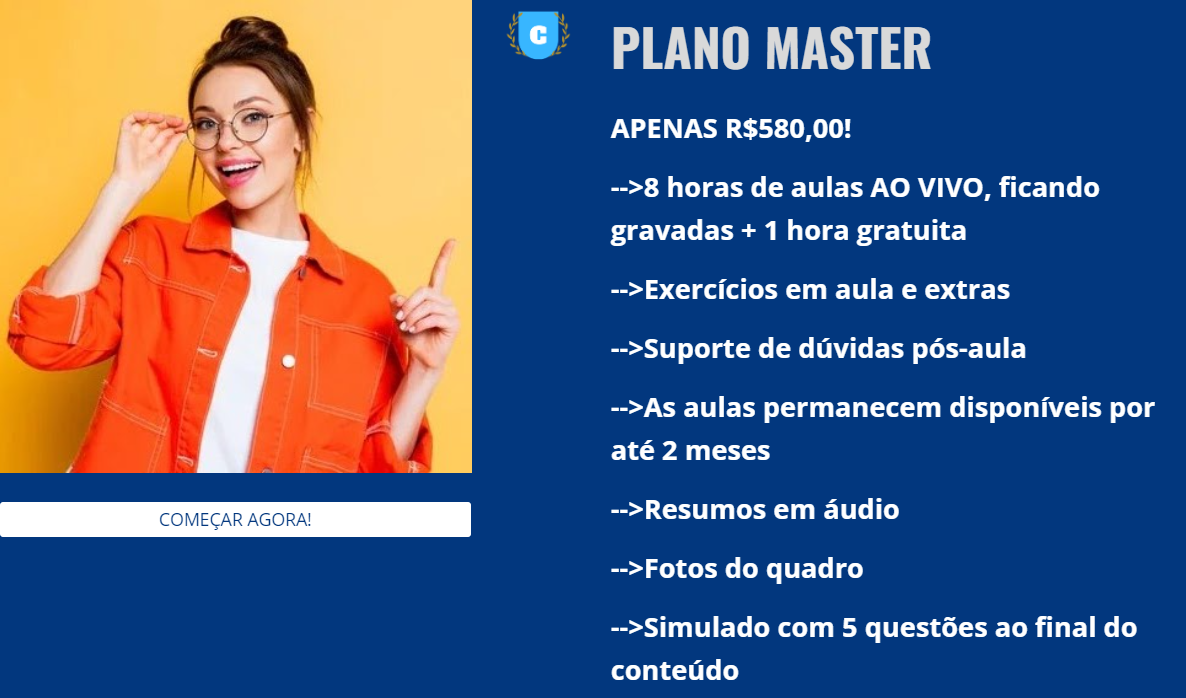 C
PLANO MASTER
APENAS R$580,00!
-->8 horas de aulas AO VIVO, ficando
gravadas + 1 hora gratuita
-->Exercícios em aula e extras
-->Suporte de dúvidas pós-aula
-->As aulas permanecem disponíveis por
até 2 meses
-->Resumos em áudio
-->Fotos do quadro
-->Simulado com 5 questões ao final do
conteúdo
COMEÇAR AGORA!